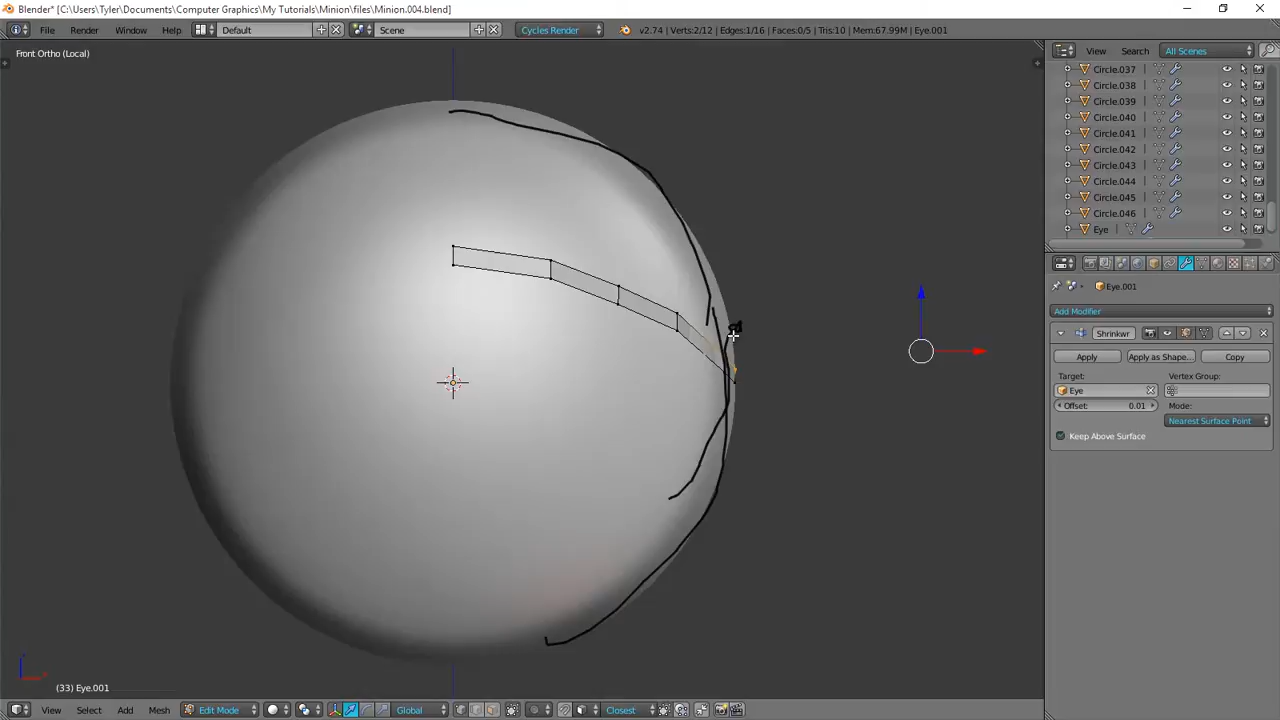 Blender* [C:\Users\Tyler\Documents\Computer Graphics\My Tutorials\Minion\files\Minion.004.blend]
File Render Window Help Default Scene Cycles Render v2.74 | Verts:2/12 | Edges:1/16 | Faces:0/5 | Tris:10 | Mem:67.99M | Eye.001
Front Ortho (Local)
View Search All Scenes
Circle.037
Circle.038
Circle.039
Circle.040
Circle.041
Circle.042
Circle.043
Circle.044
Circle.045
Circle.046
Eye
Eye.001
Add Modifier
Shrinkwr
Apply Apply as Shape... Copy
Target: Vertex Group:
Eye
Offset: 0.01 Mode:
Nearest Surface Point
Keep Above Surface
(33) Eye.001
View Select Add Mesh Edit Mode Global Closest